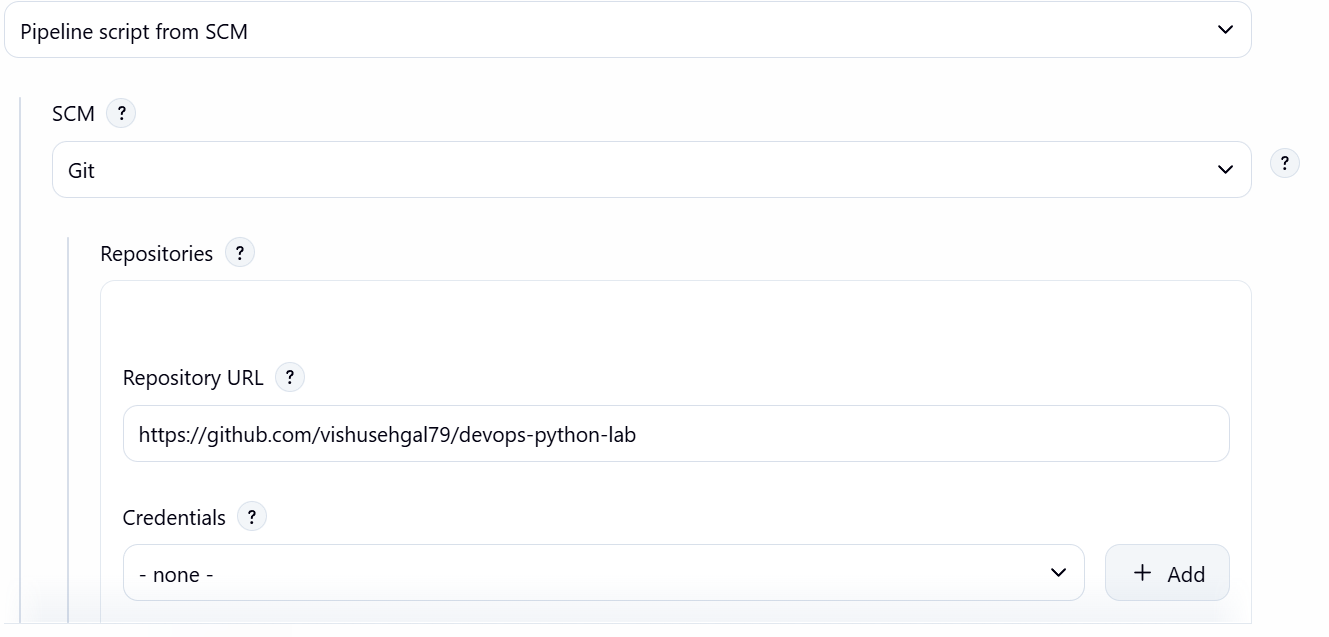 Pipeline script from SCM
SCM ?
Git
?
Repositories ?
Repository URL ?
https://github.com/vishusehgal79/devops-python-lab
Credentials ?
- none -
+ Add